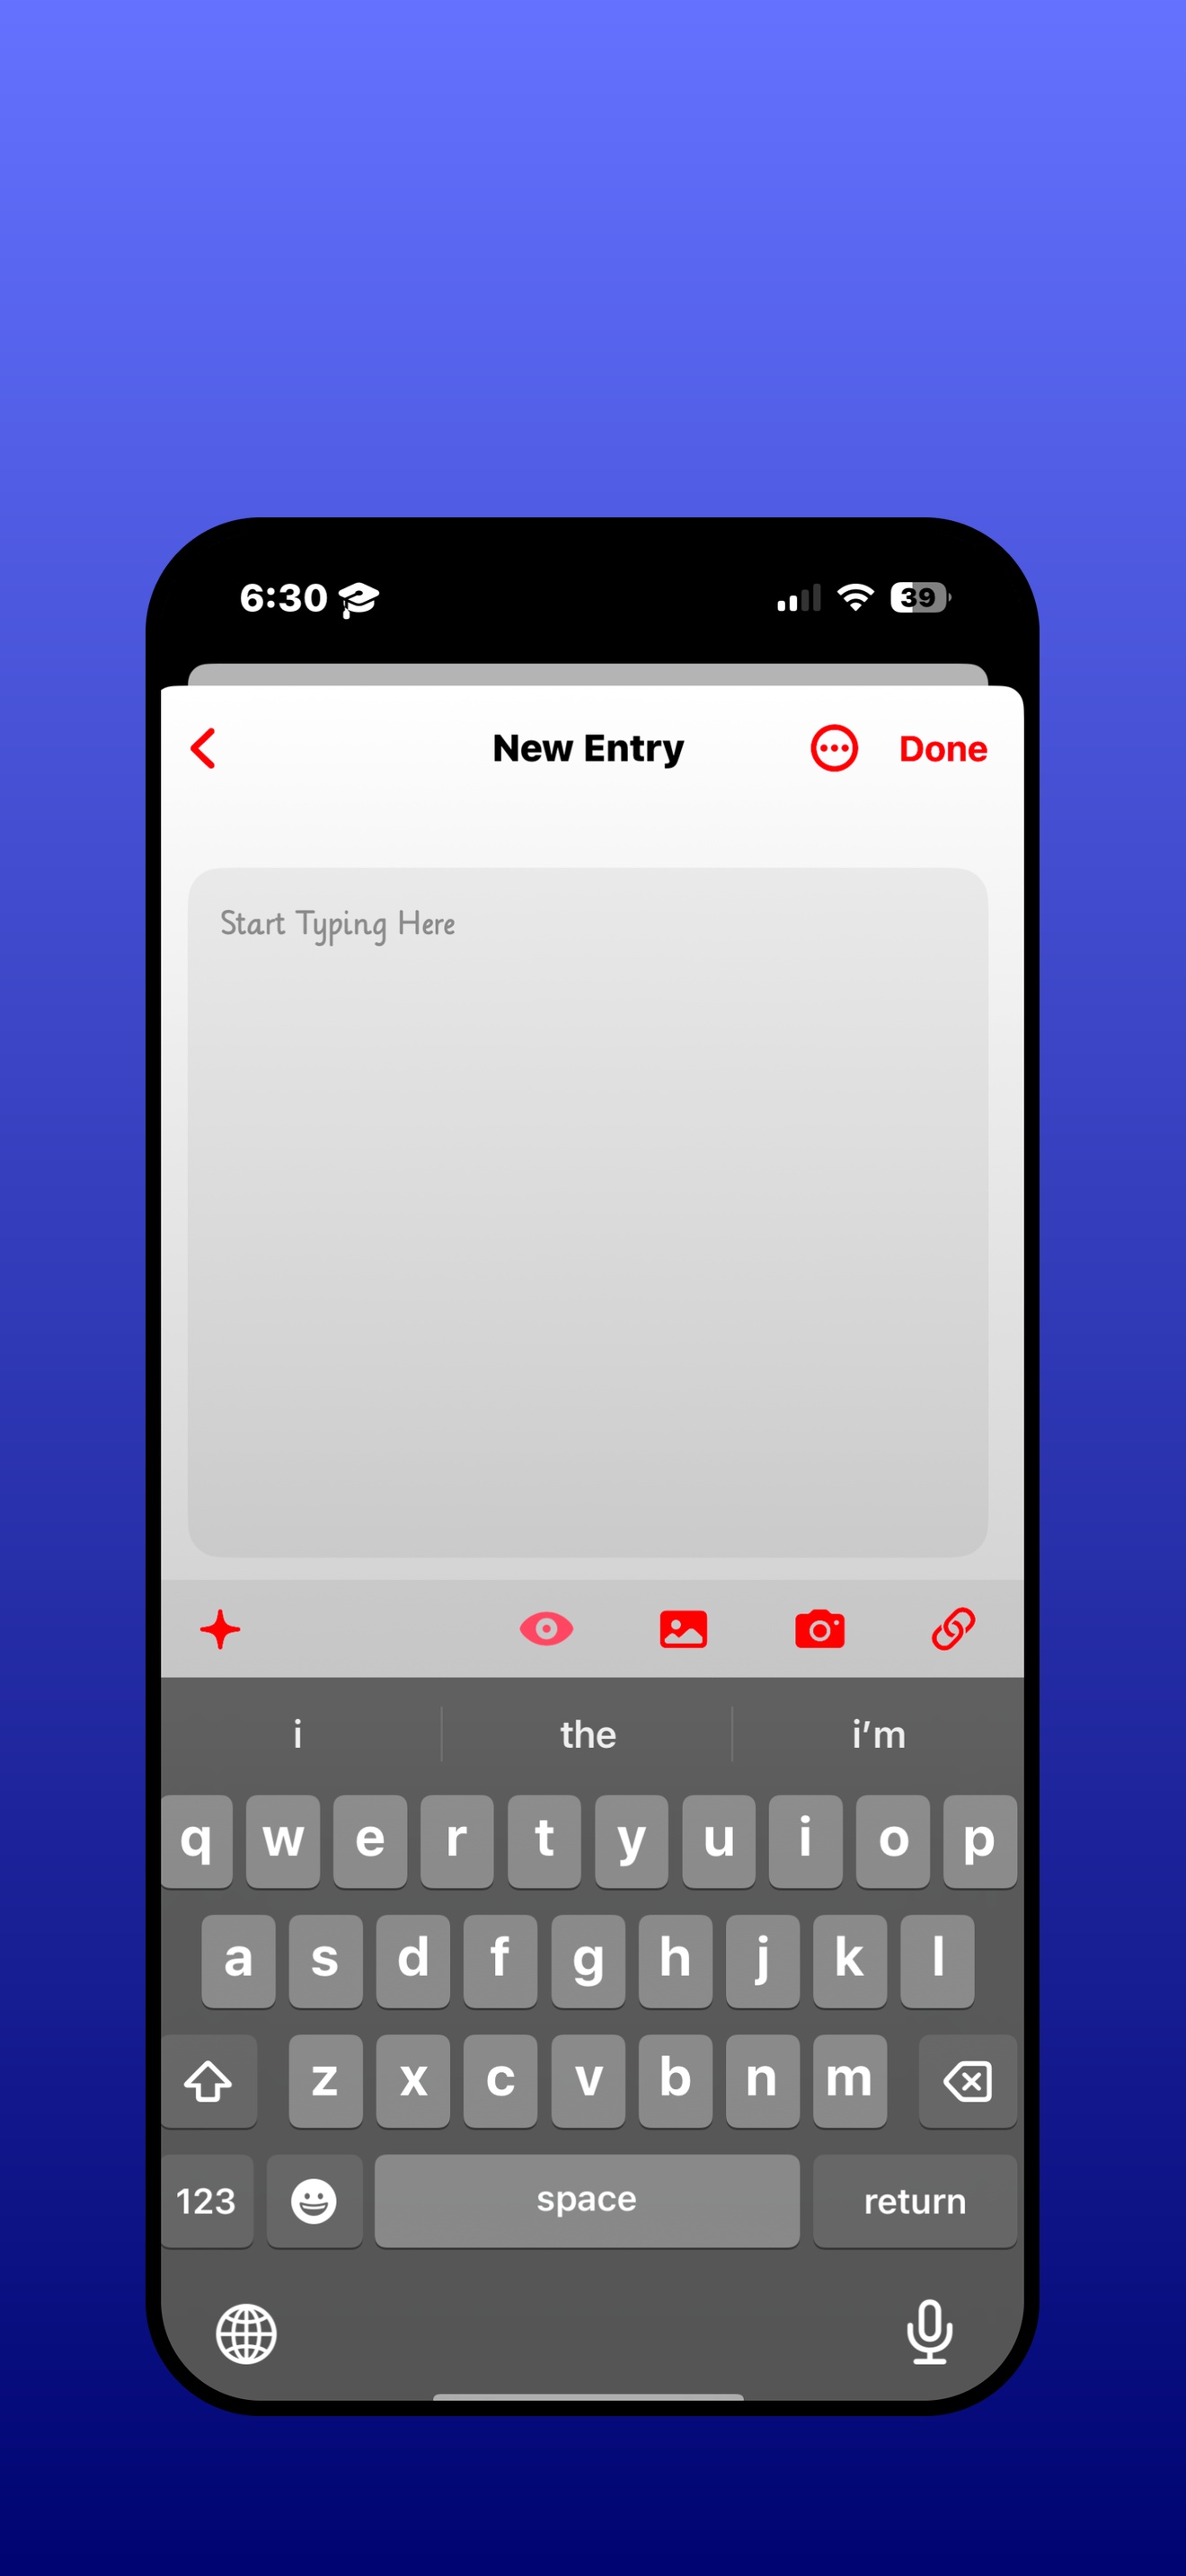 6:30 39
New Entry Done
Start Typing Here
i the i’m
q w e r t y u i o p
a s d f g h j k l
z x c v b n m
123 space return